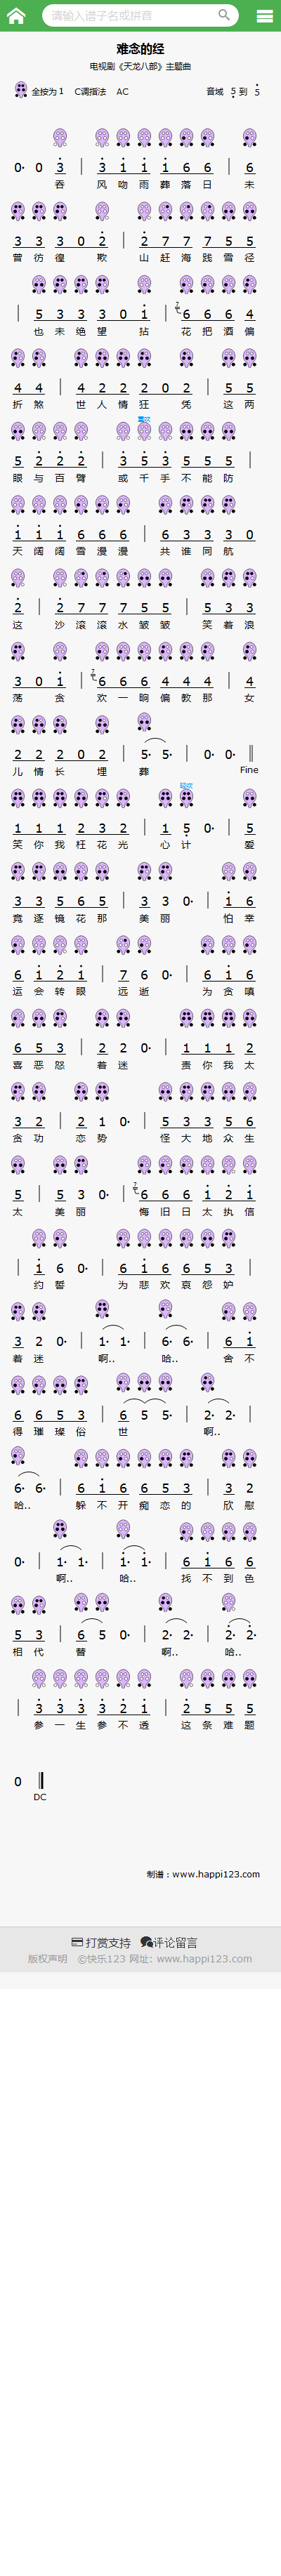 请输入谱子名或拼音
难念的经
电视剧《天龙八部》主题曲
全按为1 C调指法 AC 音域 5 到 5
0· 0 3 | 3 1 1 1 6 6 | 6
吞 风 吻 雨 葬 落 日 未
3 3 3 0 2 | 2 7 7 7 5 5
曾 彷 徨 欺 山 赶 海 践 雪 径
| 5 3 3 3 0 1 | 7 6 6 6 4
也 未 绝 望 拈 花 把 酒 偏
4 4 | 4 2 2 2 0 2 | 5 5
折 煞 世 人 情 狂 凭 这 两
重吹
5 2 2 2 | 3 5 3 5 5 5 |
眼 与 百 臂 或 千 手 不 能 防
1 1 1 6 6 6 | 6 3 3 3 0
天 阔 阔 雪 漫 漫 共 谁 同 航
2 | 2 7 7 7 5 5 | 5 3 3
这 沙 滚 滚 水 皱 皱 笑 着 浪
3 0 1 | 7 6 6 6 4 4 4 | 4
荡 贪 欢 一 晌 偏 教 那 女
2 2 2 0 2 | 5· 5· | 0· 0· ||
儿 情 长 埋 葬 Fine
轻吹
1 1 1 2 3 2 | 1 5 0· | 5
笑 你 我 枉 花 光 心 计 爱
3 3 5 6 5 | 3 3 0· | 1 6
竟 逐 镜 花 那 美 丽 怕 幸
6 1 2 1 | 7 6 0· | 6 1 6
运 会 转 眼 远 逝 为 贪 嗔
6 5 3 | 2 2 0· | 1 1 1 2
喜 恶 怒 着 迷 责 你 我 太
3 2 | 2 1 0· | 5 3 3 5 6
贪 功 恋 势 怪 大 地 众 生
5 | 5 3 0· | 7 6 6 6 1 2 1
太 美 丽 悔 旧 日 太 执 信
| 1 6 0· | 6 1 6 6 5 3 |
约 誓 为 悲 欢 哀 怨 妒
3 2 0· | 1· 1· | 6· 6· | 6 1
着 迷 啊.. 哈.. 舍 不
6 6 5 3 | 6 5 5· | 2· 2· |
得 璀 璨 俗 世 啊..
6· 6· | 6 1 6 6 5 3 | 3 2
哈.. 躲 不 开 痴 恋 的 欣 慰
0· | 1· 1· | 1· 1· | 6 1 6 6
啊.. 哈.. 找 不 到 色
5 3 | 6 5 0· | 2· 2· | 2· 2·
相 代 替 啊.. 哈..
| 3 3 3 3 2 1 | 2 5 5 5
参 一 生 参 不 透 这 条 难 题
0 ||
DC
制谱：www.happi123.com
打赏支持 评论留言
版权声明 ©快乐123 网址: www.happi123.com